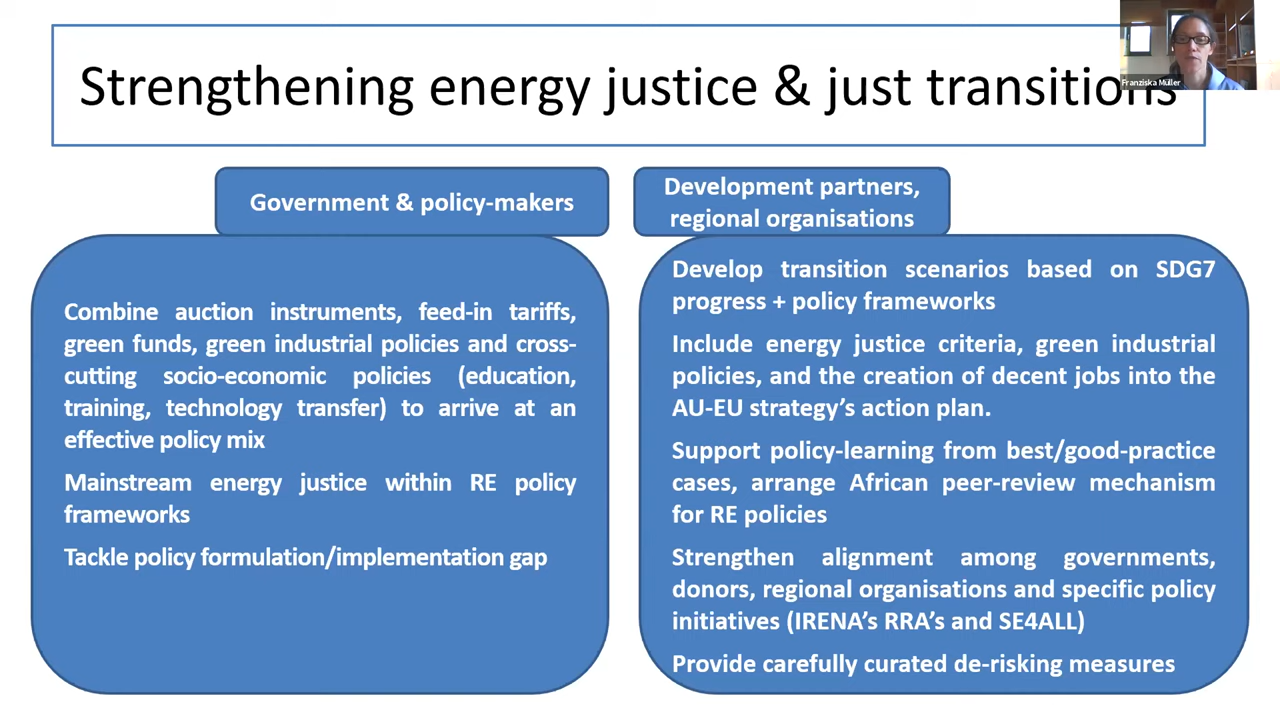 Strengthening energy justice & just transitions
Franziska Müller
Government & policy-makers
Combine auction instruments, feed-in tariffs,
green funds, green industrial policies and cross-
cutting socio-economic policies (education,
training, technology transfer) to arrive at an
effective policy mix
Mainstream energy justice within RE policy
frameworks
Tackle policy formulation/implementation gap
Development partners,
regional organisations
Develop transition scenarios based on SDG7
progress + policy frameworks
Include energy justice criteria, green industrial
policies, and the creation of decent jobs into the
AU-EU strategy's action plan.
Support policy-learning from best/good-practice
cases, arrange African peer-review mechanism
for RE policies
Strengthen alignment among governments,
donors, regional organisations and specific policy
initiatives (IRENA's RRA's and SE4ALL)
Provide carefully curated de-risking measures